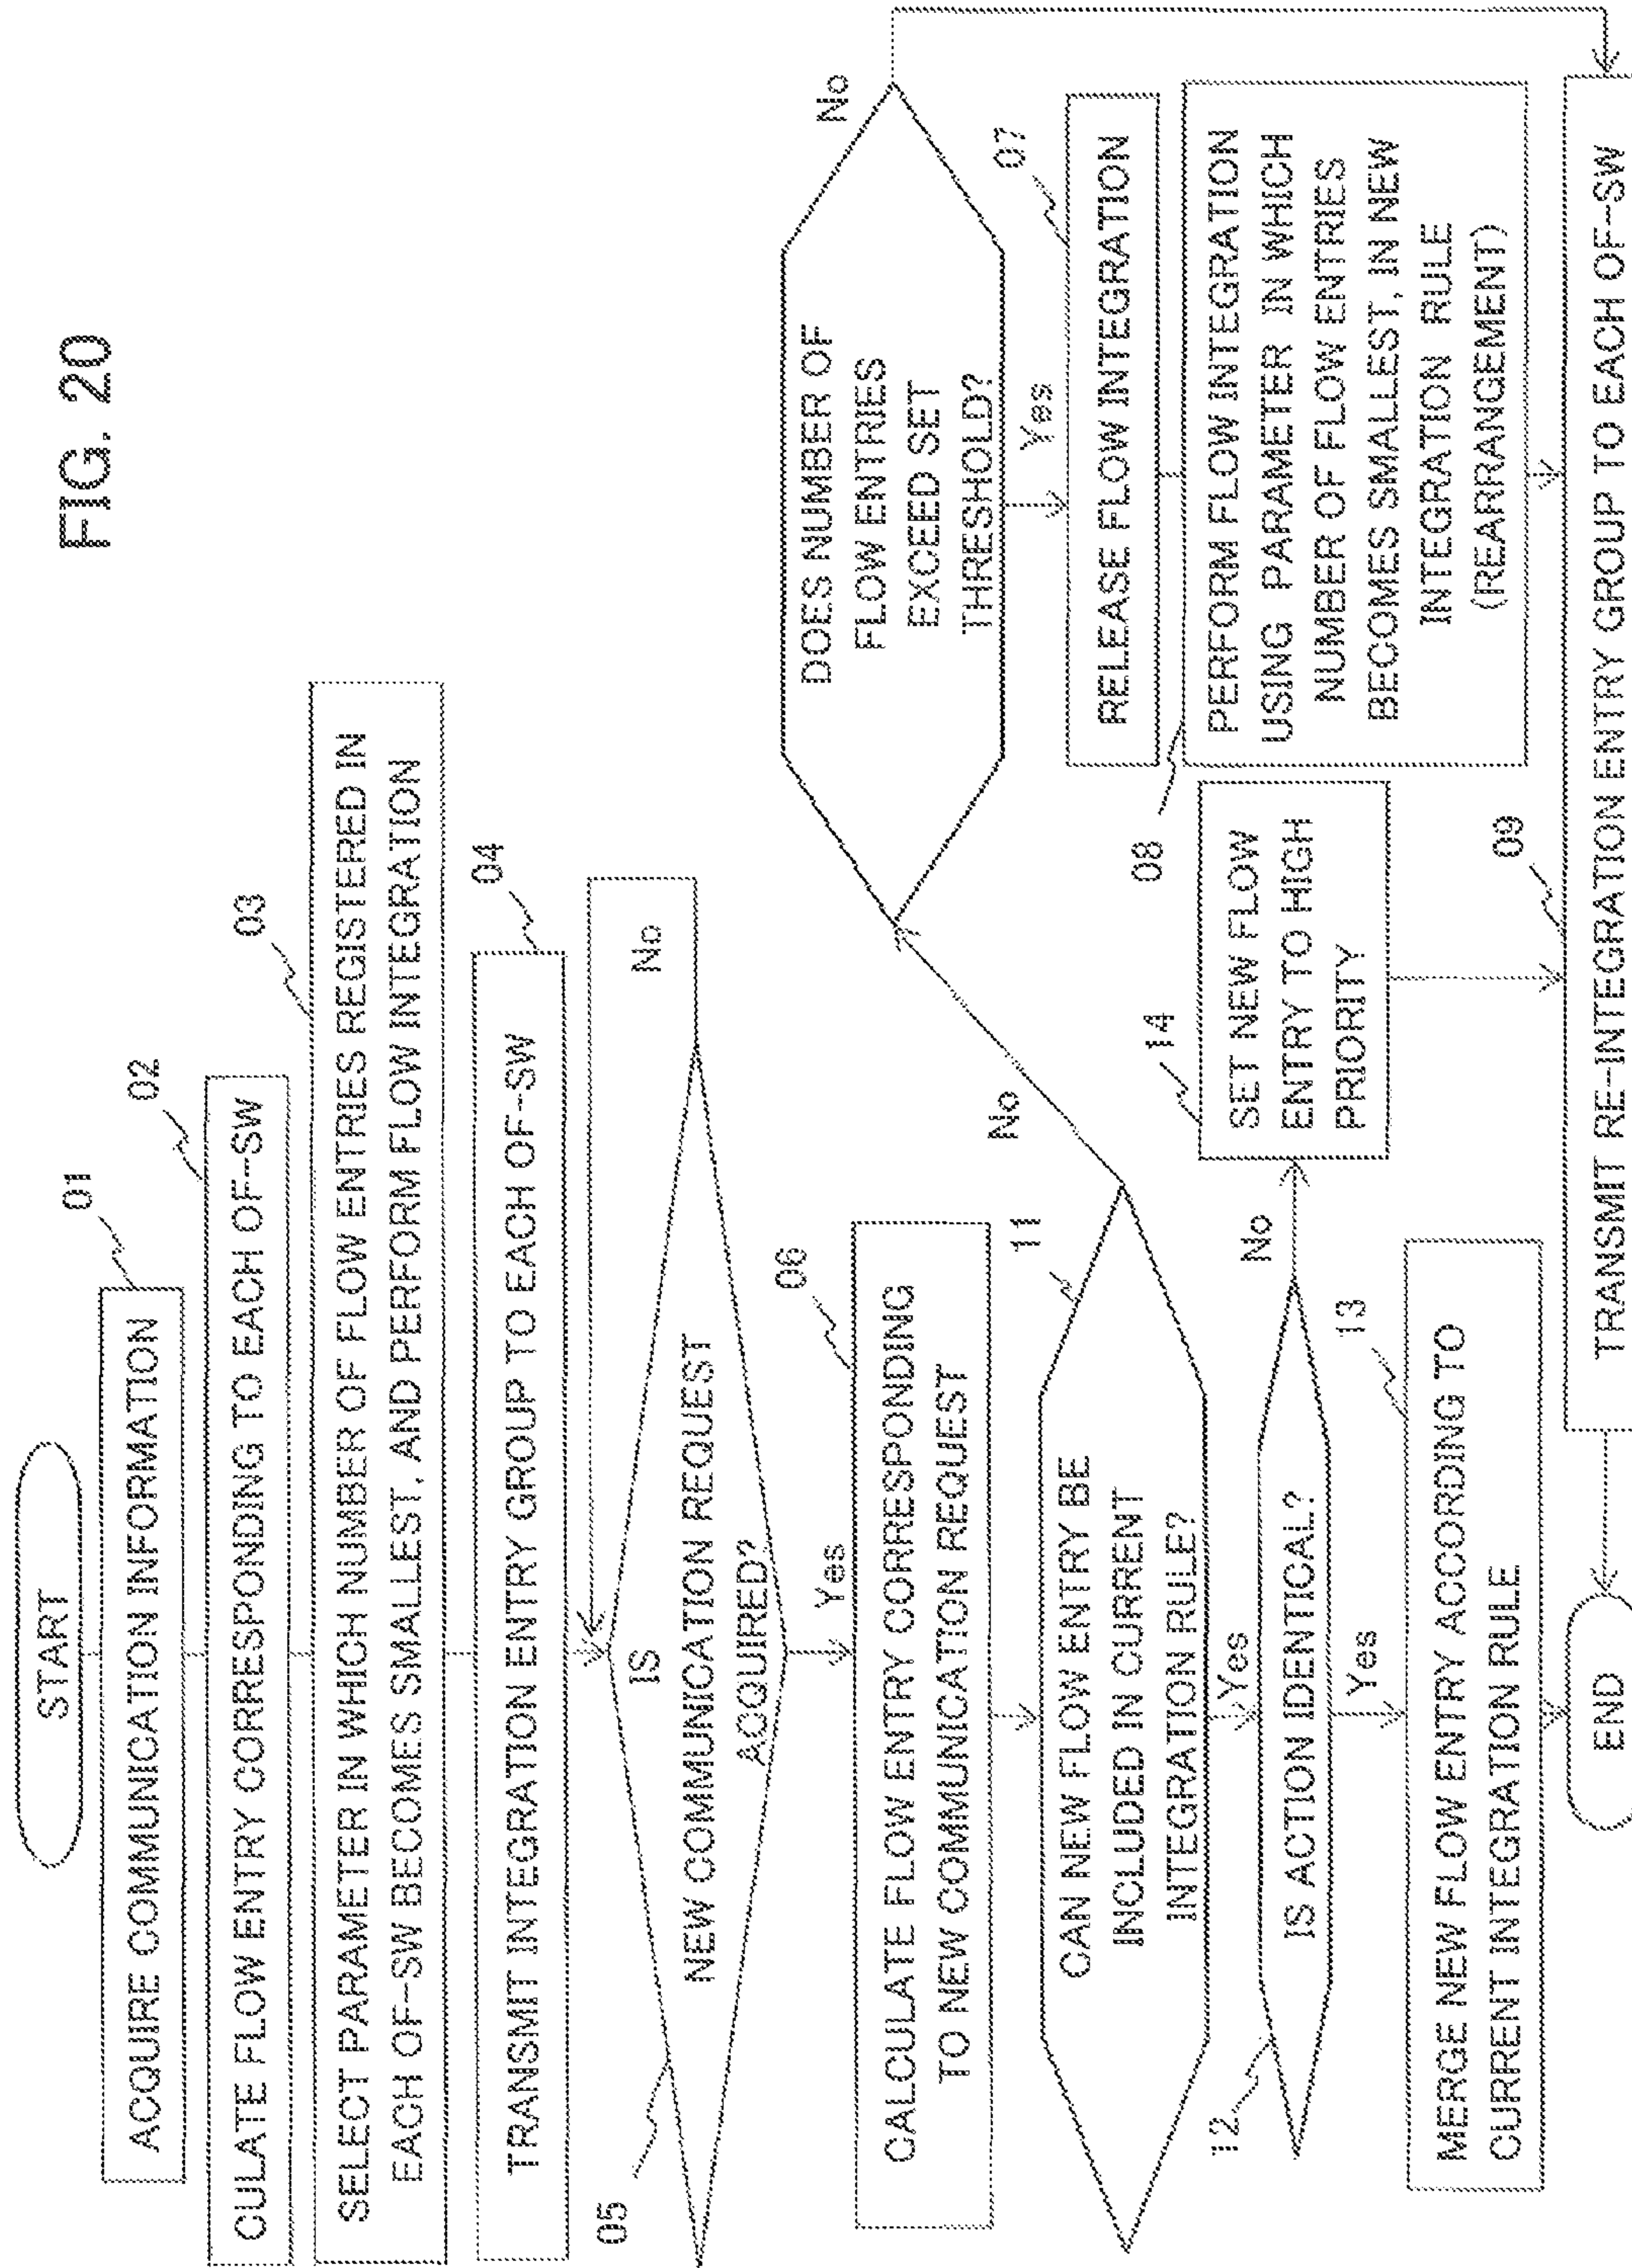 FIG. 20
START
ACQUIRE COMMUNICATION INFORMATION
01
CULATE FLOW ENTRY CORRESPONDING TO EACH OF-SW
02
SELECT PARAMETER IN WHICH NUMBER OF FLOW ENTRIES REGISTERED IN
EACH OF-SW BECOMES SMALLEST, AND PERFORM FLOW INTEGRATION
03
TRANSMIT INTEGRATION ENTRY GROUP TO EACH OF-SW
04
IS
NEW COMMUNICATION REQUEST
ACQUIRED?
05
No
Yes
CALCULATE FLOW ENTRY CORRESPONDING
TO NEW COMMUNICATION REQUEST
06
CAN NEW FLOW ENTRY BE
INCLUDED IN CURRENT
INTEGRATION RULE?
11
No
Yes
IS ACTION IDENTICAL?
12
No
Yes
MERGE NEW FLOW ENTRY ACCORDING TO
CURRENT INTEGRATION RULE
13
END
SET NEW FLOW
ENTRY TO HIGH
PRIORITY
14
DOES NUMBER OF
FLOW ENTRIES
EXCEED SET
THRESHOLD?
No
Yes
RELEASE FLOW INTEGRATION
07
PERFORM FLOW INTEGRATION
USING PARAMETER IN WHICH
NUMBER OF FLOW ENTRIES
BECOMES SMALLEST, IN NEW
INTEGRATION RULE
(REARRANGEMENT)
08
TRANSMIT RE-INTEGRATION ENTRY GROUP TO EACH OF-SW
09